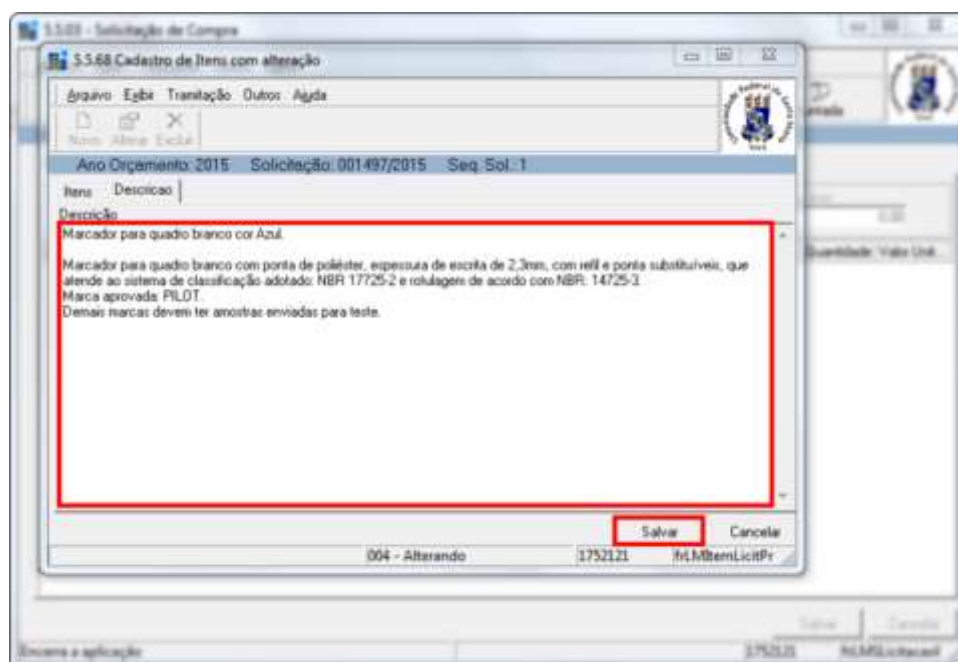 5.5.03 - Solicitação de Compra
5.5.68 Cadastro de Itens com alteração
Arquivo Exibir Tramitação Outros Ajuda
Novo Alterar Excluir
Ano Orçamento: 2015 Solicitação: 001497/2015 Seq. Sol.: 1
Itens Descricao
Descrição
Marcador para quadro branco cor Azul.
Marcador para quadro branco com ponta de poliéster, espessura de escrita de 2,3mm, com refil e ponta substituíveis, que
atende ao sistema de classificação adotado: NBR 17725-2 e rotulagem de acordo com NBR: 14725-3.
Marca aprovada: PILOT.
Demais marcas devem ter amostras enviadas para teste.
Quantidade Valor Unit.
Salvar Cancelar
004 - Alterando 1752121 frLMItemLicitPr
Salvar Cancelar
Encerra a aplicação 1752121